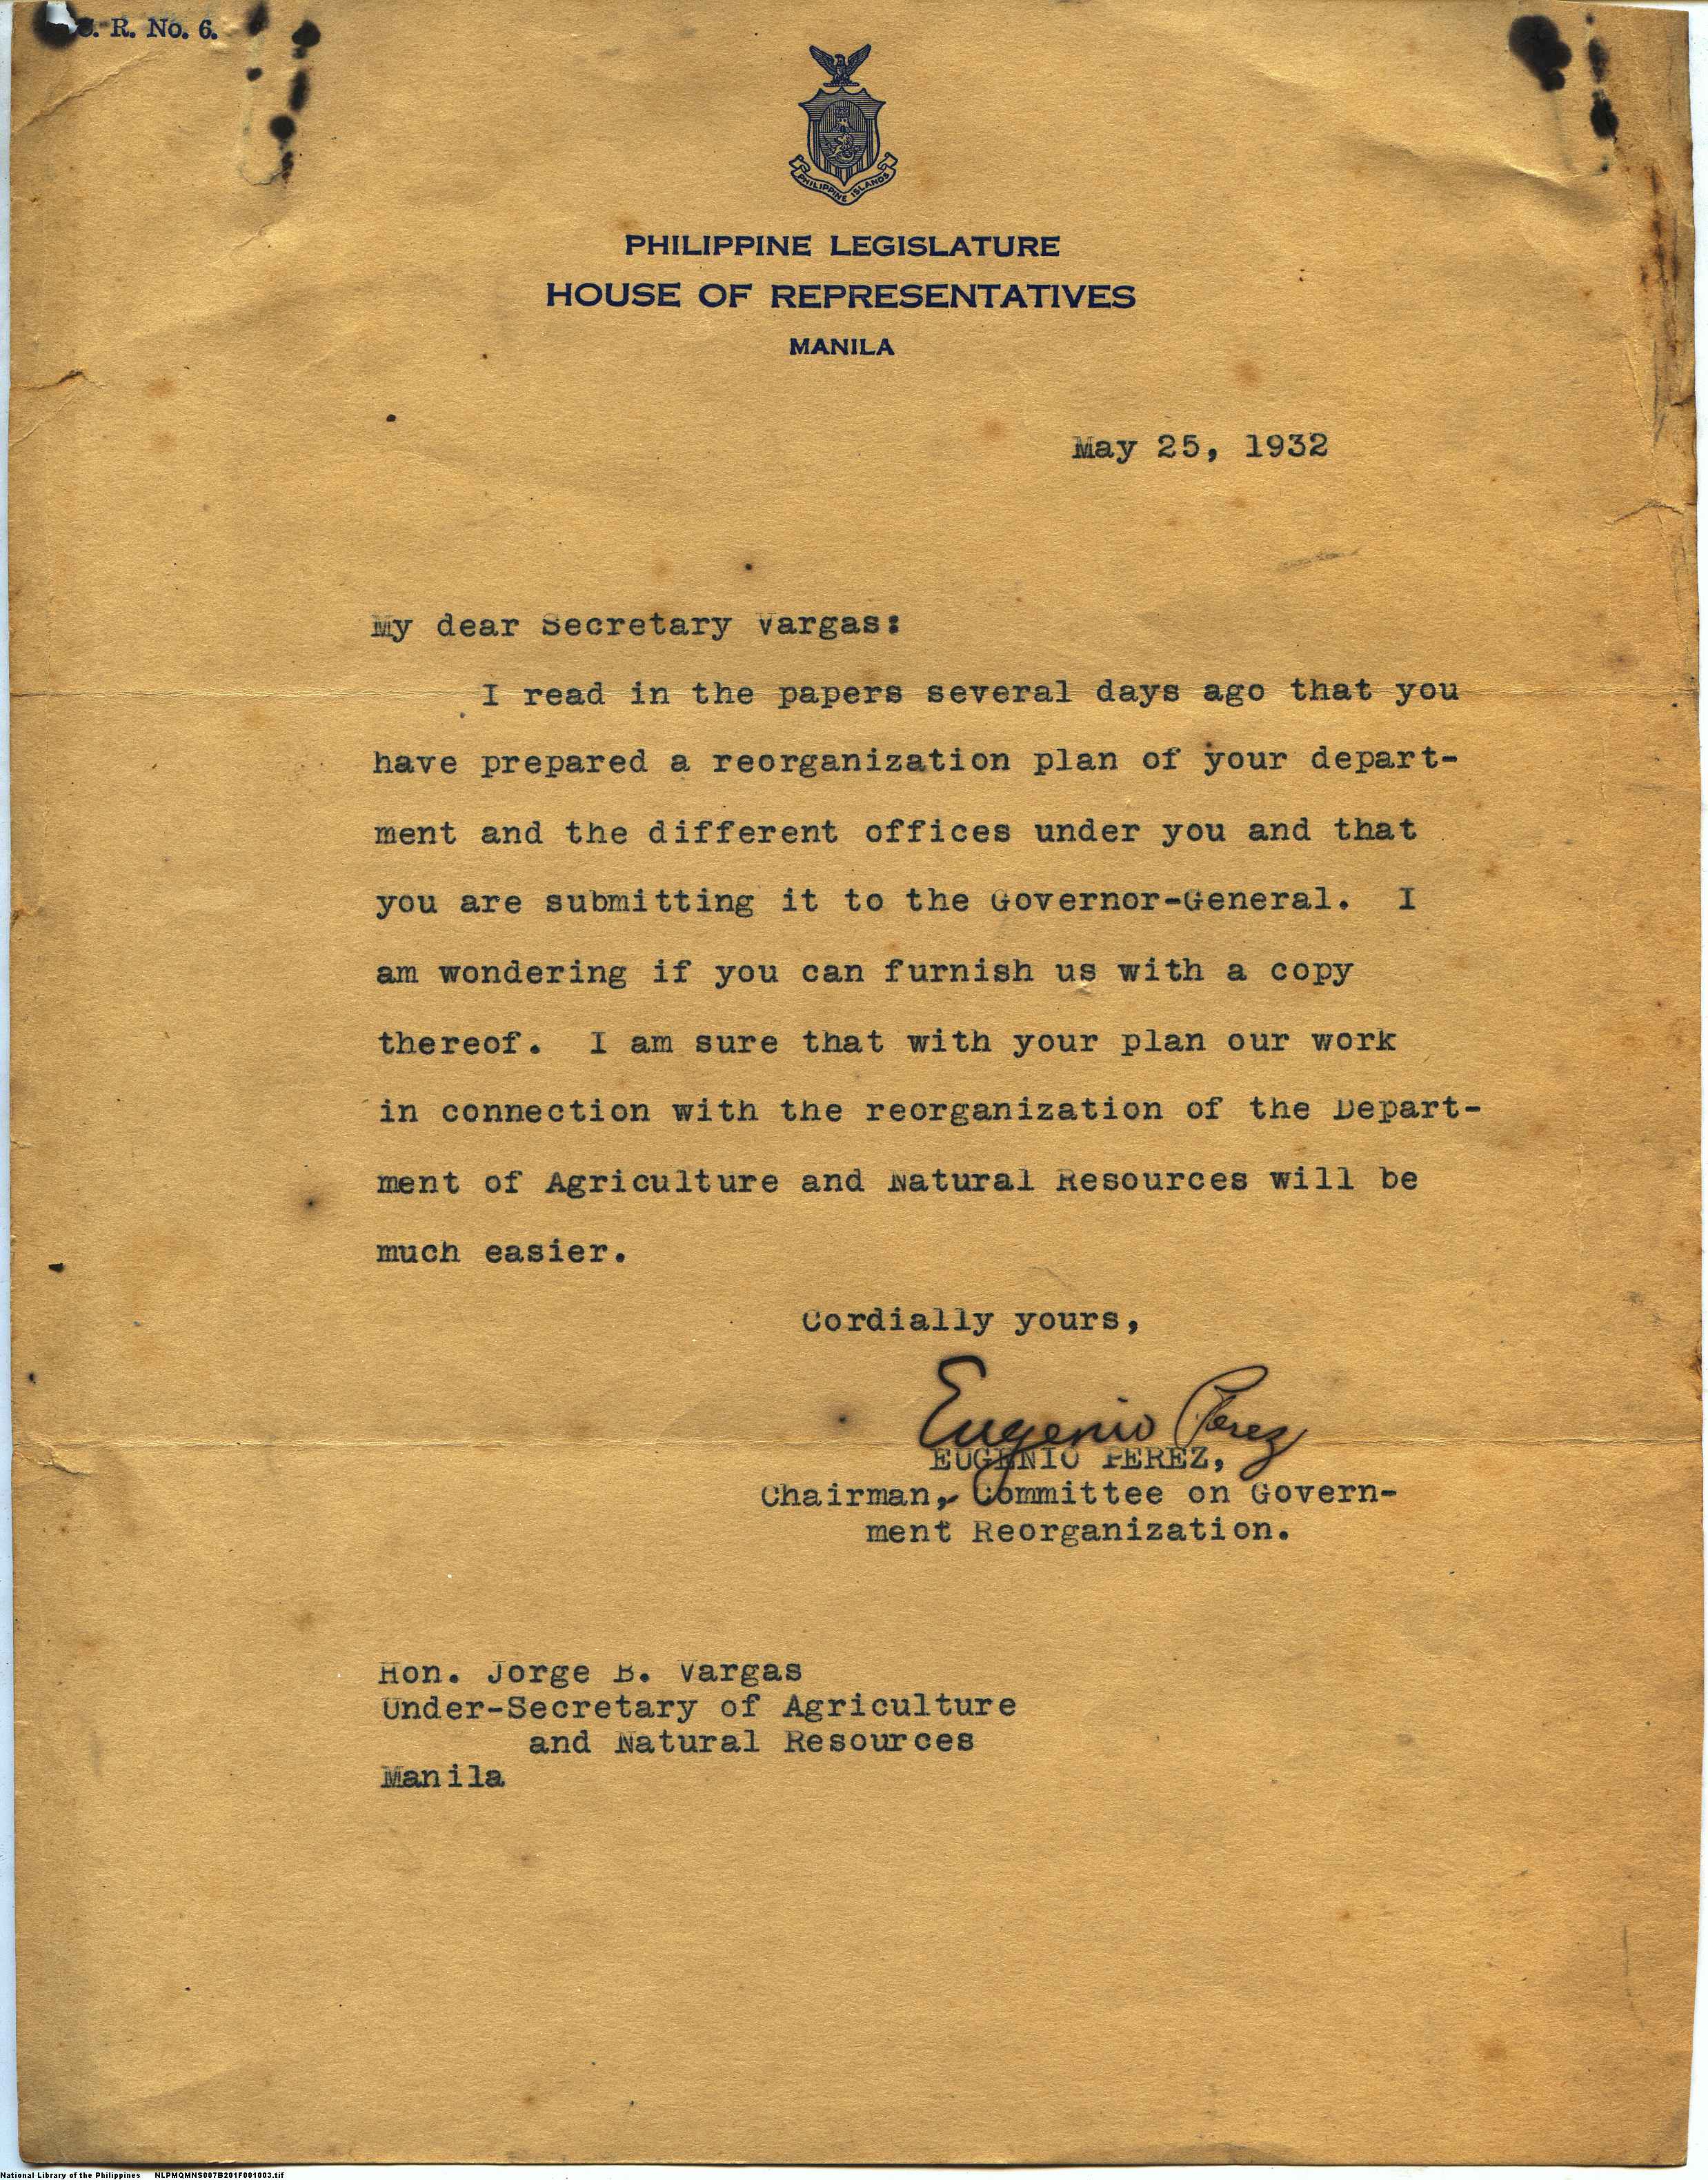 R. No. 6.
PHILIPPINE ISLANDS
PHILIPPINE LEGISLATURE
HOUSE OF REPRESENTATIVES
MANILA
May 25, 1932
My dear Secretary Vargas:
I read in the papers several days ago that you
have prepared a reorganization plan of your depart-
ment and the different offices under you and that
you are submitting it to the Governor-General. I
am wondering if you can furnish us with a copy
thereof. I am sure that with your plan our work
in connection with the reorganization of the Depart-
ment of Agriculture and Natural Resources will be
much easier.
Cordially yours,
Eugenio Perez
EUGENIO PEREZ,
Chairman, Committee on Govern-
ment Reorganization.
Hon. Jorge B. Vargas
Under-Secretary of Agriculture
and Natural Resources
Manila
National Library of the Philippines NLPMQMNS007B201F001003.tif